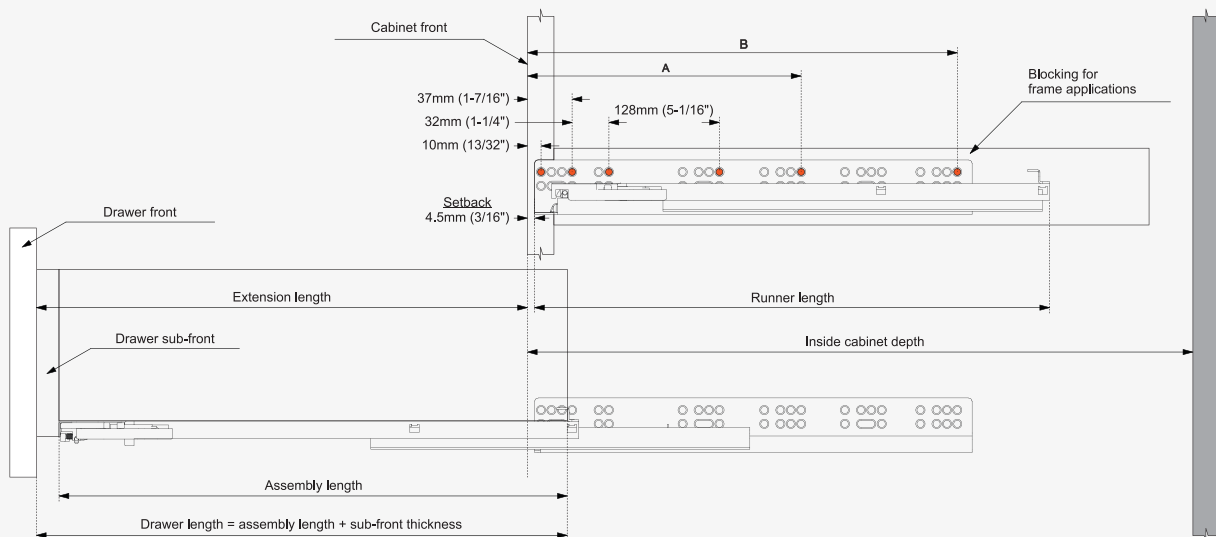 Cabinet front
B
A
Blocking for
frame applications
37mm (1-7/16")
128mm (5-1/16")
32mm (1-1/4")
10mm (13/32")
Setback
4.5mm (3/16")
Drawer front
Extension length
Runner length
Drawer sub-front
Inside cabinet depth
Assembly length
Drawer length = assembly length + sub-front thickness